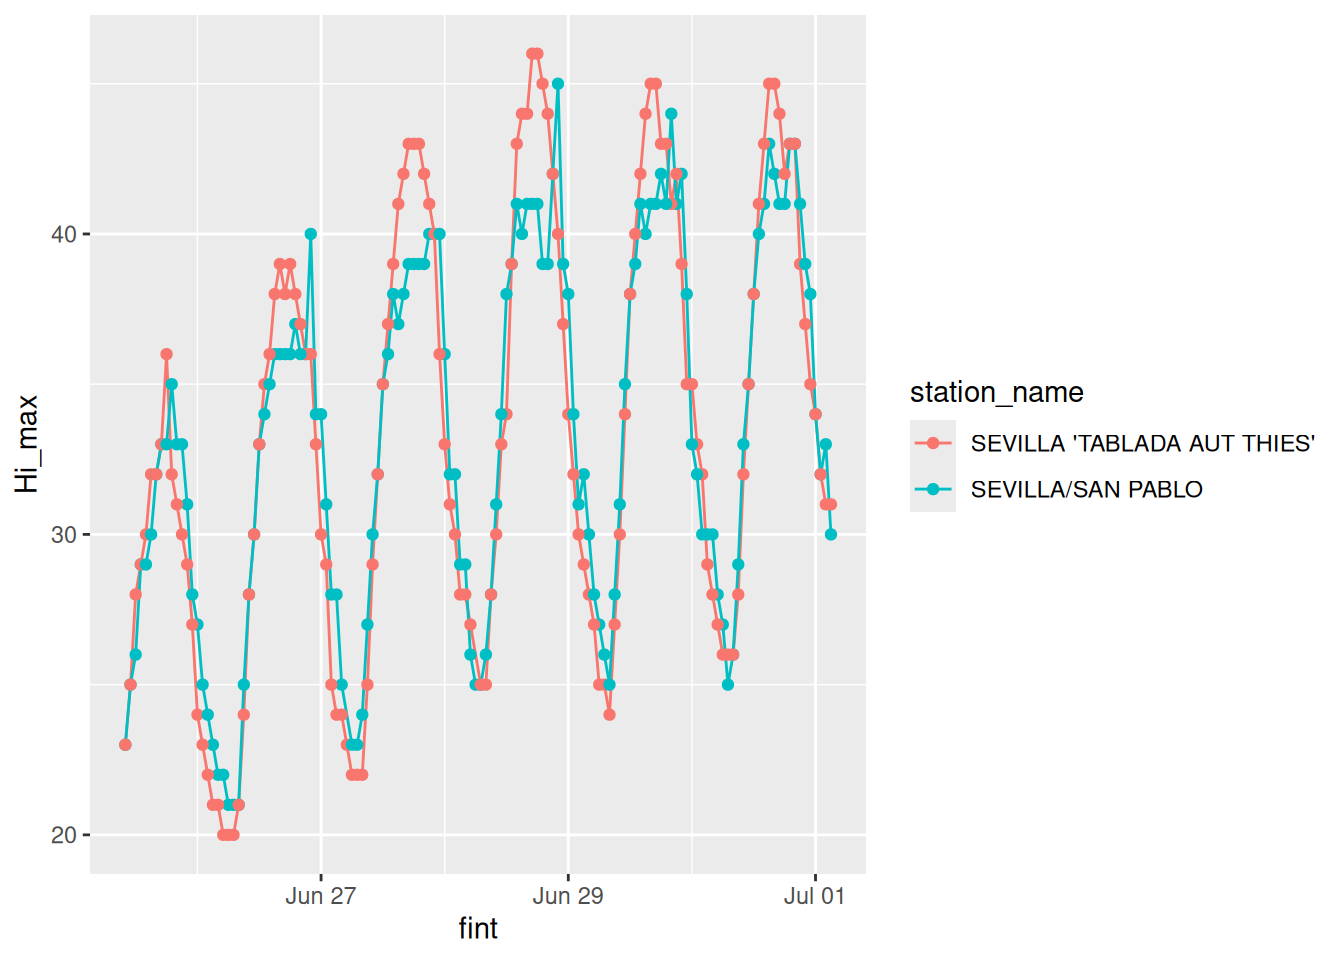 40
30
20
Hi_max
Jun 27
Jun 29
Jul 01
fint
station_name
SEVILLA 'TABLADA AUT THIES'
SEVILLA/SAN PABLO